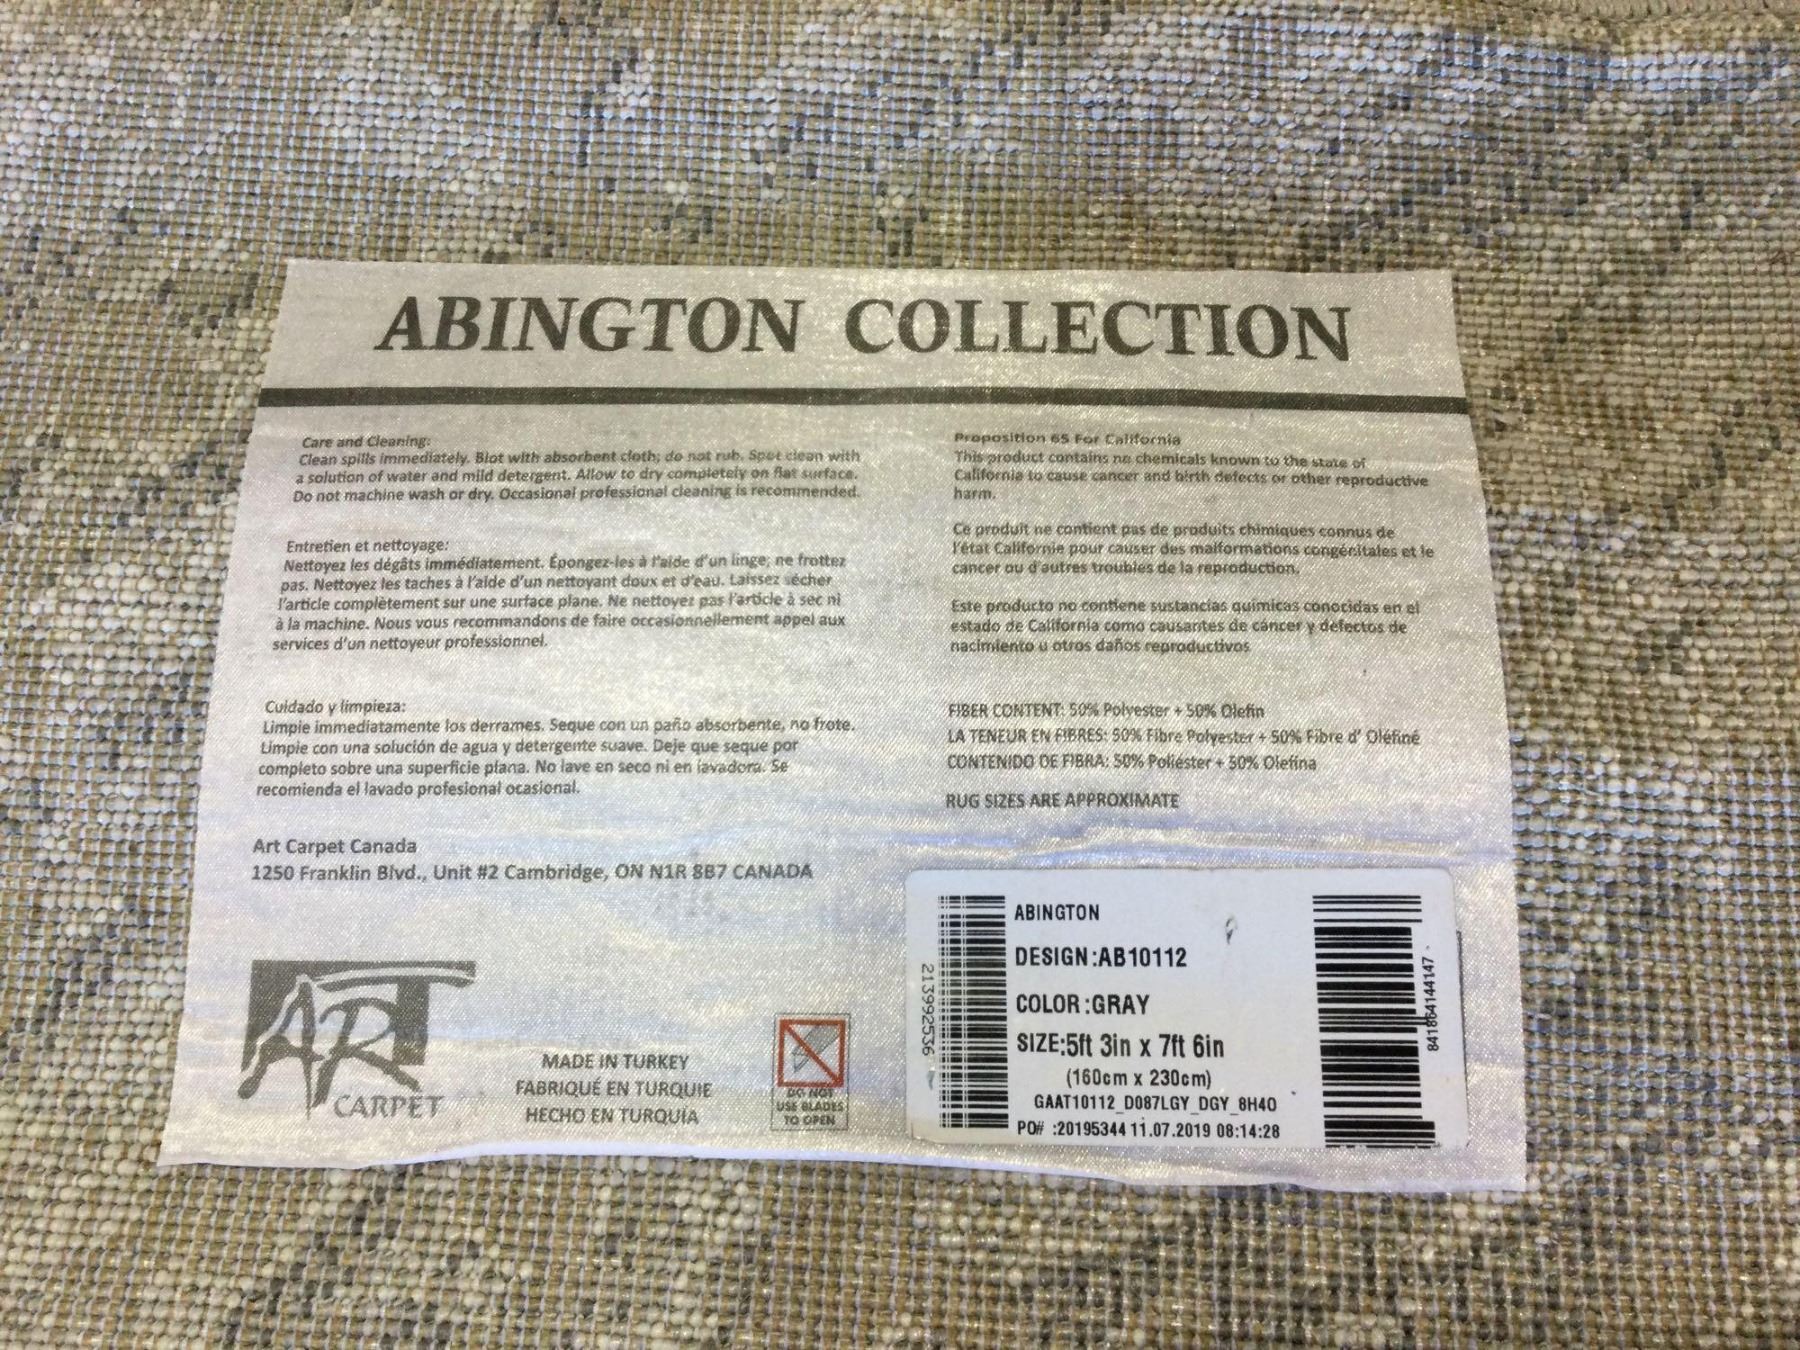 ABINGTON COLLECTION
Care and Cleaning:
Clean spills immediately. Blot with absorbent cloth; do not rub. Spot clean with
a solution of water and mild detergent. Allow to dry completely on flat surface.
Do not machine wash or dry. Occasional professional cleaning is recommended.
Entretien et nettoyage:
Nettoyez les dégâts immédiatement. Épongez-les à l'aide d'un linge; ne frottez
pas. Nettoyez les taches à l'aide d'un nettoyant doux et d'eau. Laissez sécher
l'article complètement sur une surface plane. Ne nettoyez pas l'article à sec ni
à la machine. Nous vous recommandons de faire occasionnellement appel aux
services d'un nettoyeur professionnel.
Cuidado y limpieza:
Limpie immediatamente los derrames. Seque con un paño absorbente, no frote.
Limpie con una solución de agua y detergente suave. Deje que seque por
completo sobre una superficie plana. No lave en seco ni en lavadora. Se
recomienda el lavado profesional ocasional.
Art Carpet Canada
1250 Franklin Blvd., Unit #2 Cambridge, ON N1R 8B7 CANADA
ART
CARPET
MADE IN TURKEY
FABRIQUÉ EN TURQUIE
HECHO EN TURQUÍA
DO NOT
USE BLADES
TO OPEN
Proposition 65 For California
This product contains no chemicals known to the state of
California to cause cancer and birth defects or other reproductive
harm.
Ce produit ne contient pas de produits chimiques connus de
l'état Californie pour causer des malformations congénitales et le
cancer ou d'autres troubles de la reproduction.
Este producto no contiene sustancias químicas conocidas en el
estado de California como causantes de cáncer y defectos de
nacimiento u otros daños reproductivos
FIBER CONTENT: 50% Polyester + 50% Olefin
LA TENEUR EN FIBRES: 50% Fibre Polyester + 50% Fibre d' Oléfiné
CONTENIDO DE FIBRA: 50% Poliéster + 50% Olefina
RUG SIZES ARE APPROXIMATE
213992536
ABINGTON
DESIGN:AB10112
COLOR:GRAY
SIZE:5ft 3in x 7ft 6in
(160cm x 230cm)
GAAT10112_D087LGY_DGY_8H40
PO# :20195344 11.07.2019 08:14:28
84186414147